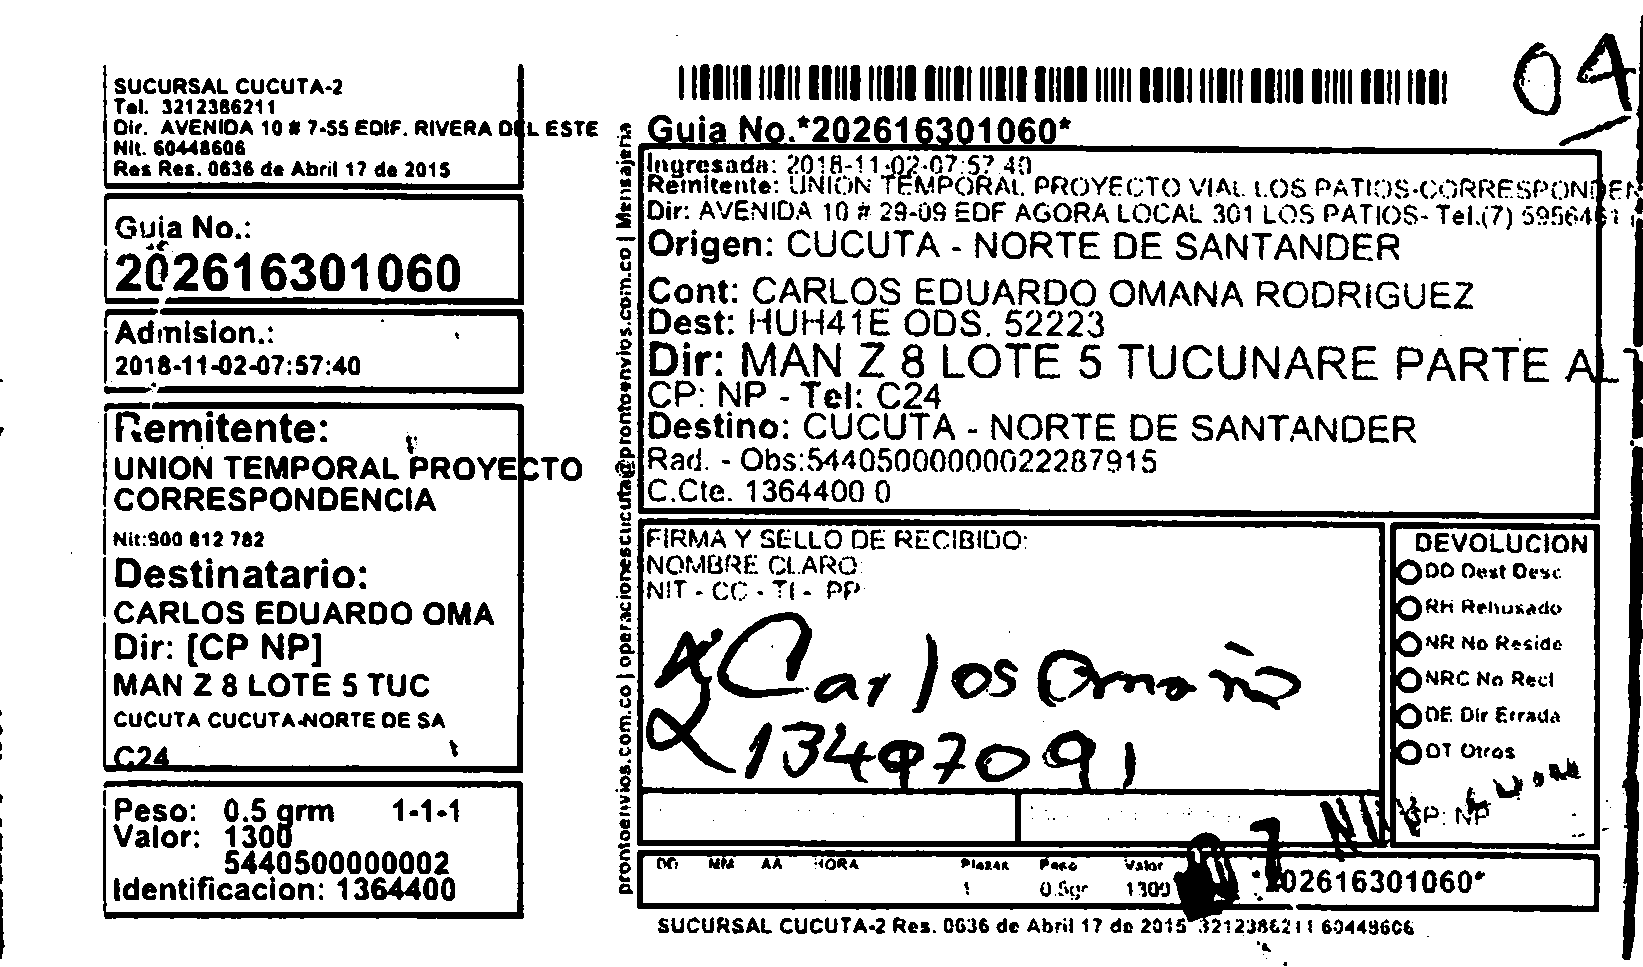 SUCURSAL CUCUTA-2
Tel. 3212386211
Dir. AVENIDA 10 # 7-55 EDIF. RIVERA DEL ESTE
Nit. 60448606
Res Res. 0636 de Abril 17 de 2015
Guia No.:
202616301060
Admision.:
2018-11-02-07:57:40
Remitente:
UNION TEMPORAL PROYECTO
CORRESPONDENCIA
Nit:900 812 782
Destinatario:
CARLOS EDUARDO OMA
Dir: [CP NP]
MAN Z 8 LOTE 5 TUC
CUCUTA CUCUTA-NORTE DE SA
C24
Peso: 0.5 grm 1-1-1
Valor: 1300
5440500000002
Identificacion: 1364400
prontoenvios.com.co | operacionescucuta@prontoenvios.com.co | Mensajeria
04
Guia No.*202616301060*
Ingresada: 2018-11-02-07:57:40
Remitente: UNION TEMPORAL PROYECTO VIAL LOS PATIOS-CORRESPONDEN
Dir: AVENIDA 10 # 29-09 EDF AGORA LOCAL 301 LOS PATIOS- Tel.(7) 5956461
Origen: CUCUTA - NORTE DE SANTANDER
Cont: CARLOS EDUARDO OMANA RODRIGUEZ
Dest: HUH41E ODS. 52223
Dir: MAN Z 8 LOTE 5 TUCUNARE PARTE ALT
CP: NP - Tel: C24
Destino: CUCUTA - NORTE DE SANTANDER
Rad. - Obs:54405000000022287915
C.Cte. 1364400 0
FIRMA Y SELLO DE RECIBIDO:
NOMBRE CLARO:
NIT - CC - TI - PP:
Carlos Omaño
13497091
DEVOLUCION
DD Dest Desc
RH Rehusado
NR No Reside
NRC No Recl
DE Dir Errada
OT Otros
CP: NP
DD MM AA HORA Piezas Peso Valor
1 0.5gr 1300 *202616301060*
SUCURSAL CUCUTA-2 Res. 0636 de Abril 17 de 2015 3212386211 60448606